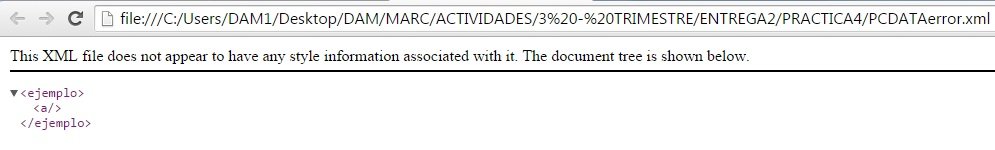 file:///C:/Users/DAM1/Desktop/DAM/MARC/ACTIVIDADES/3%20-%20TRIMESTRE/ENTREGA2/PRACTICA4/PCDATAerror.xml
This XML file does not appear to have any style information associated with it. The document tree is shown below.
▼<ejemplo>
<a/>
</ejemplo>